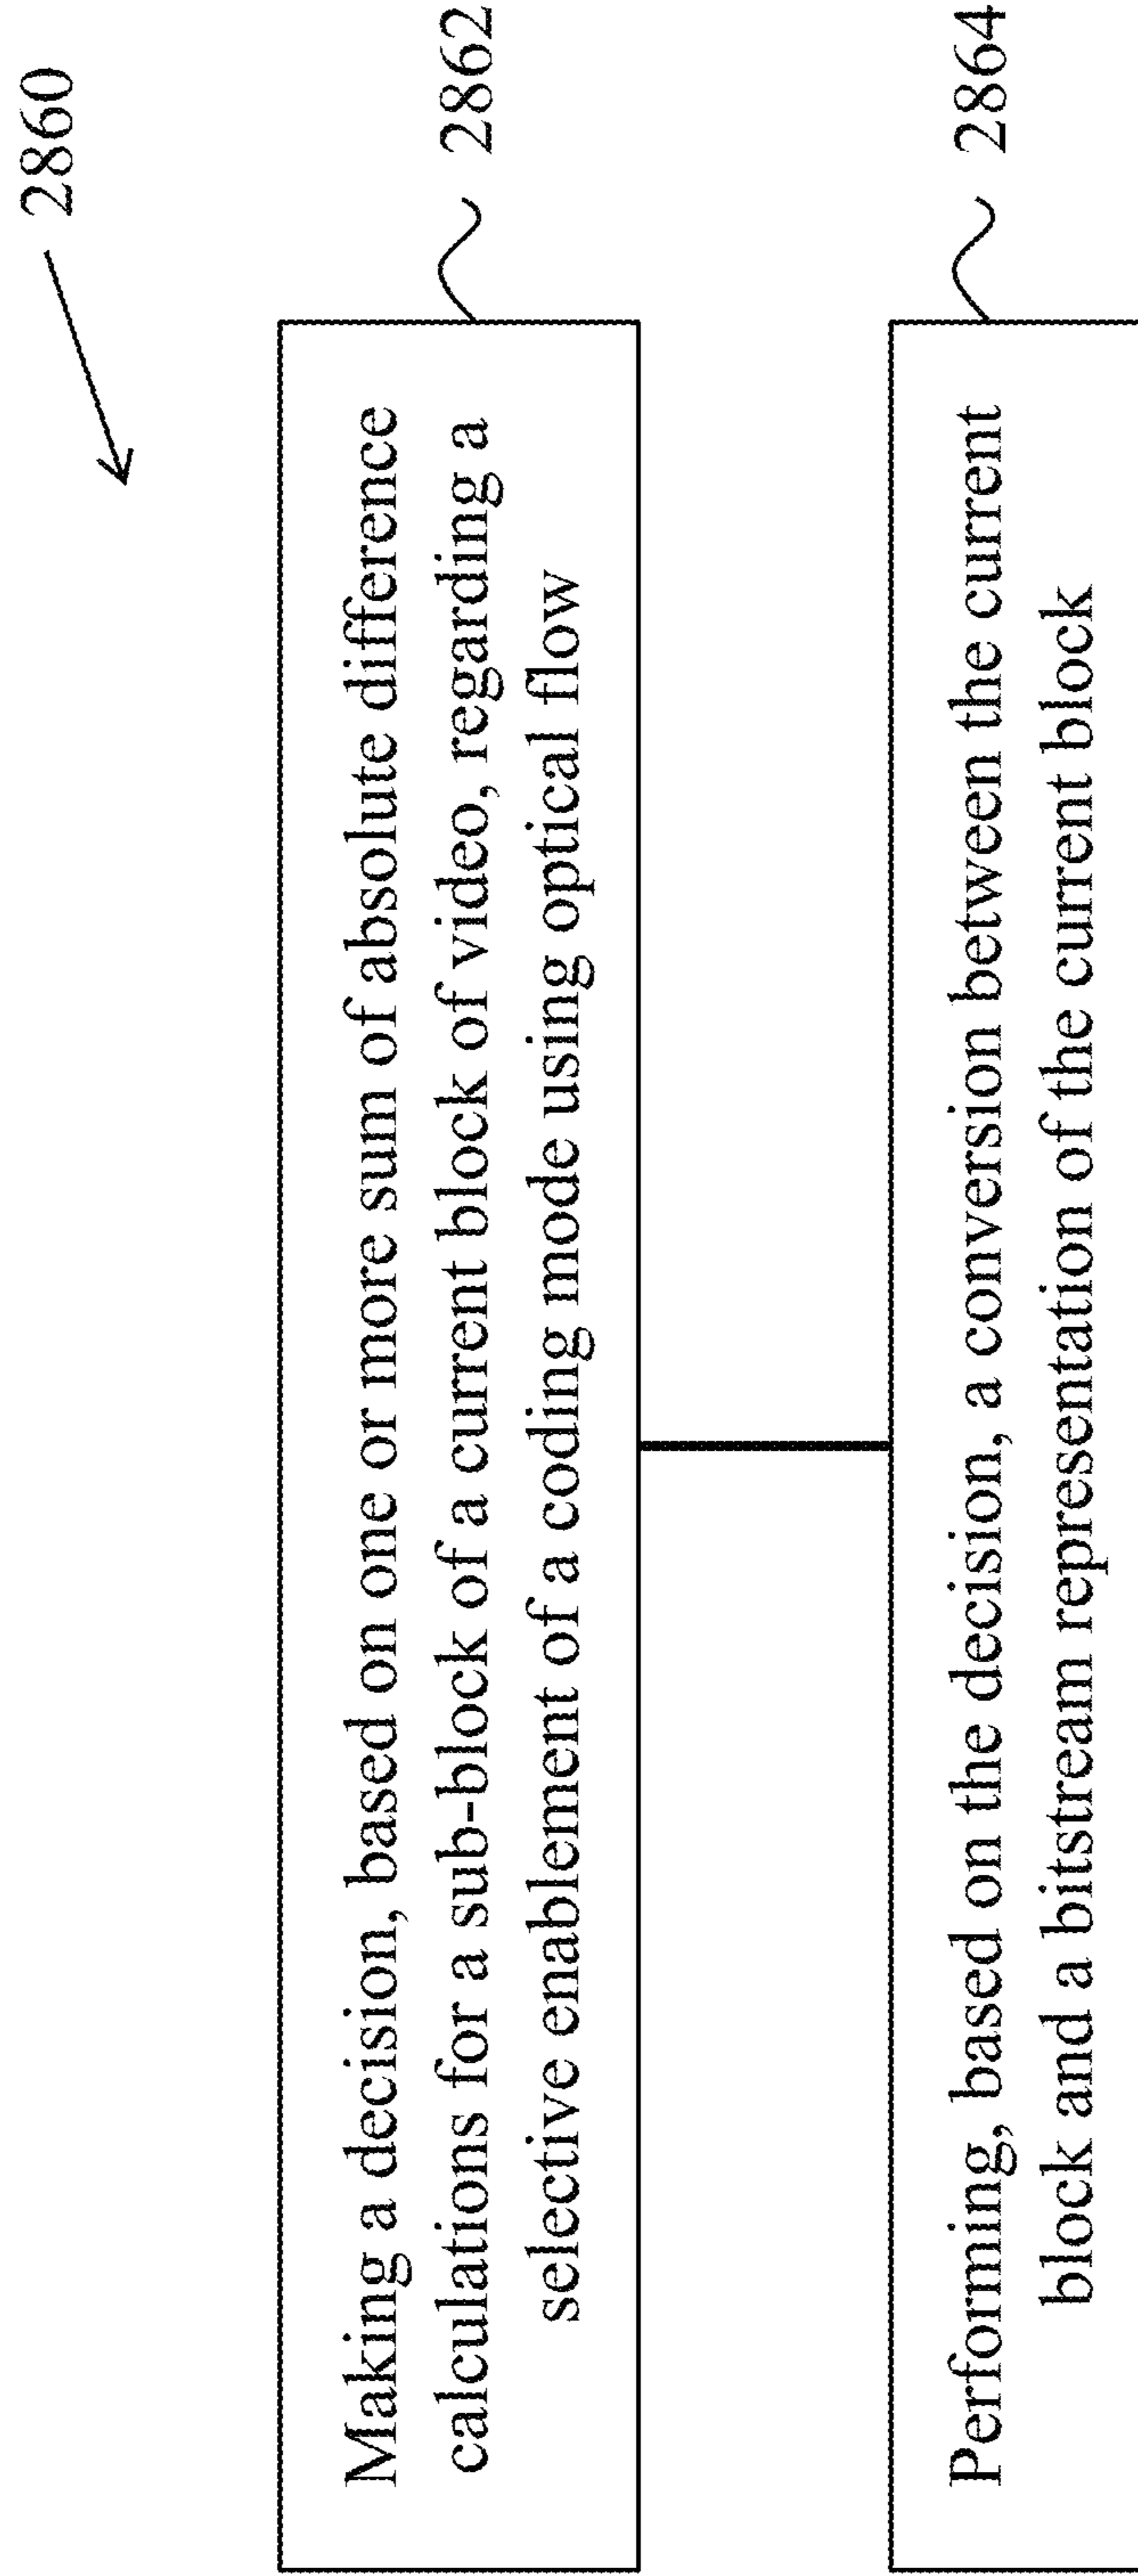 2860
Making a decision, based on one or more sum of absolute difference
calculations for a sub-block of a current block of video, regarding a
selective enablement of a coding mode using optical flow
2862
Performing, based on the decision, a conversion between the current
block and a bitstream representation of the current block
2864